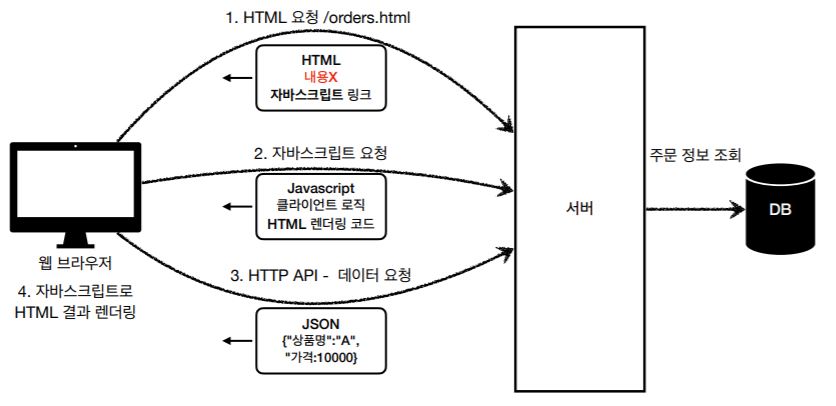 1. HTML 요청 /orders.html
HTML
내용X
자바스크립트 링크
2. 자바스크립트 요청
Javascript
클라이언트 로직
HTML 렌더링 코드
3. HTTP API - 데이터 요청
JSON
{"상품명":"A",
"가격:10000}
웹 브라우저
4. 자바스크립트로
HTML 결과 렌더링
서버
주문 정보 조회
DB